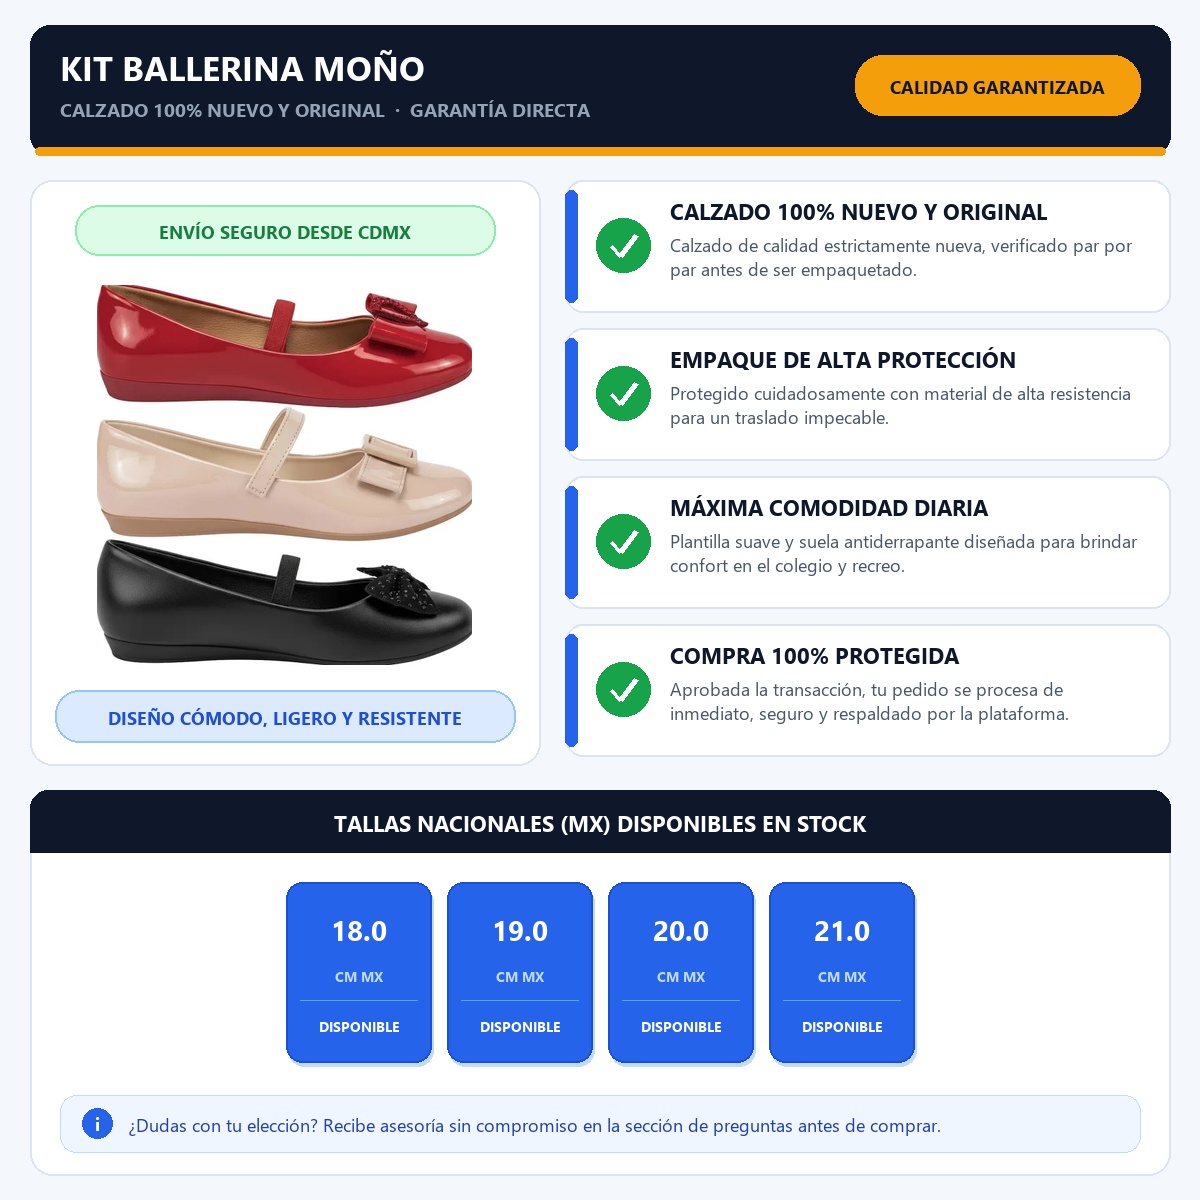 KIT BALLERINA MOÑO
CALZADO 100% NUEVO Y ORIGINAL · GARANTÍA DIRECTA
CALIDAD GARANTIZADA
ENVÍO SEGURO DESDE CDMX
DISEÑO CÓMODO, LIGERO Y RESISTENTE
CALZADO 100% NUEVO Y ORIGINAL
Calzado de calidad estrictamente nueva, verificado par por
par antes de ser empaquetado.
EMPAQUE DE ALTA PROTECCIÓN
Protegido cuidadosamente con material de alta resistencia
para un traslado impecable.
MÁXIMA COMODIDAD DIARIA
Plantilla suave y suela antiderrapante diseñada para brindar
confort en el colegio y recreo.
COMPRA 100% PROTEGIDA
Aprobada la transacción, tu pedido se procesa de
inmediato, seguro y respaldado por la plataforma.
TALLAS NACIONALES (MX) DISPONIBLES EN STOCK
18.0
CM MX
DISPONIBLE
19.0
CM MX
DISPONIBLE
20.0
CM MX
DISPONIBLE
21.0
CM MX
DISPONIBLE
i
¿Dudas con tu elección? Recibe asesoría sin compromiso en la sección de preguntas antes de comprar.